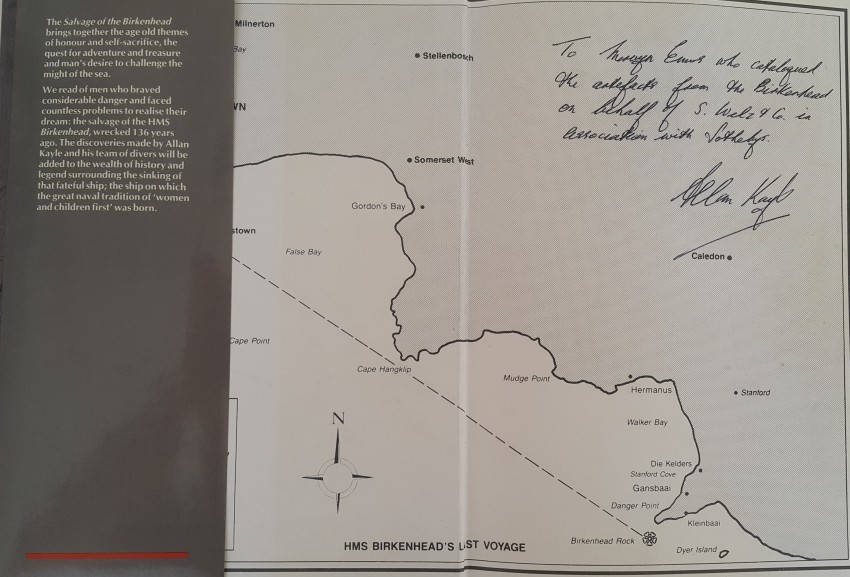 The Salvage of the Birkenhead
brings together the age old themes
of honour and self-sacrifice, the
quest for adventure and treasure
and man's desire to challenge the
might of the sea.
We read of men who braved
considerable danger and faced
countless problems to realise their
dream: the salvage of the HMS
Birkenhead, wrecked 136 years
ago. The discoveries made by Allan
Kayle and his team of divers will be
added to the wealth of history and
legend surrounding the sinking of
that fateful ship; the ship on which
the great naval tradition of 'women
and children first' was born.
Milnerton
Bay
Stellenbosch
WN
Somerset West
Gordon's Bay
stown
False Bay
Cape Point
Cape Hangklip
Mudge Point
Hermanus
Stanford
Walker Bay
Die Kelders
Stanford Cove
Gansbaai
Danger Point
Kleinbaai
Birkenhead Rock
Dyer Island
Caledon
N
HMS BIRKENHEAD'S LAST VOYAGE
To who catalogued
the artefacts from the Birkenhead
on behalf of S. Welz & Co. in
association with Sothebys.
Allan Kayle